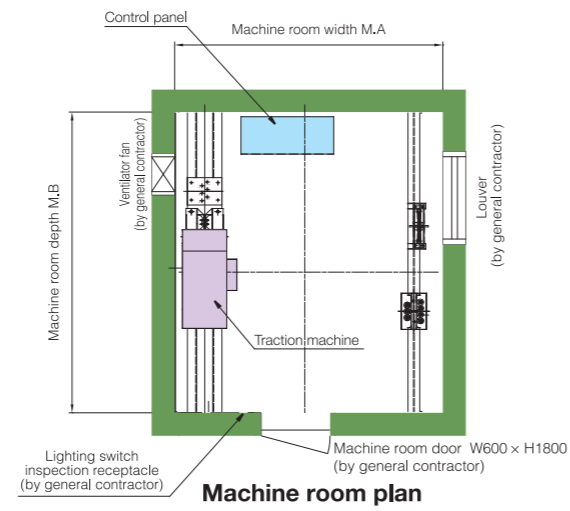 Control panel
Machine room width M.A
Ventilator fan
(by general contractor)
Machine room depth M.B
Louver
(by general contractor)
Traction machine
Lighting switch
inspection receptacle
(by general contractor)
Machine room door W600 × H1800
(by general contractor)
Machine room plan